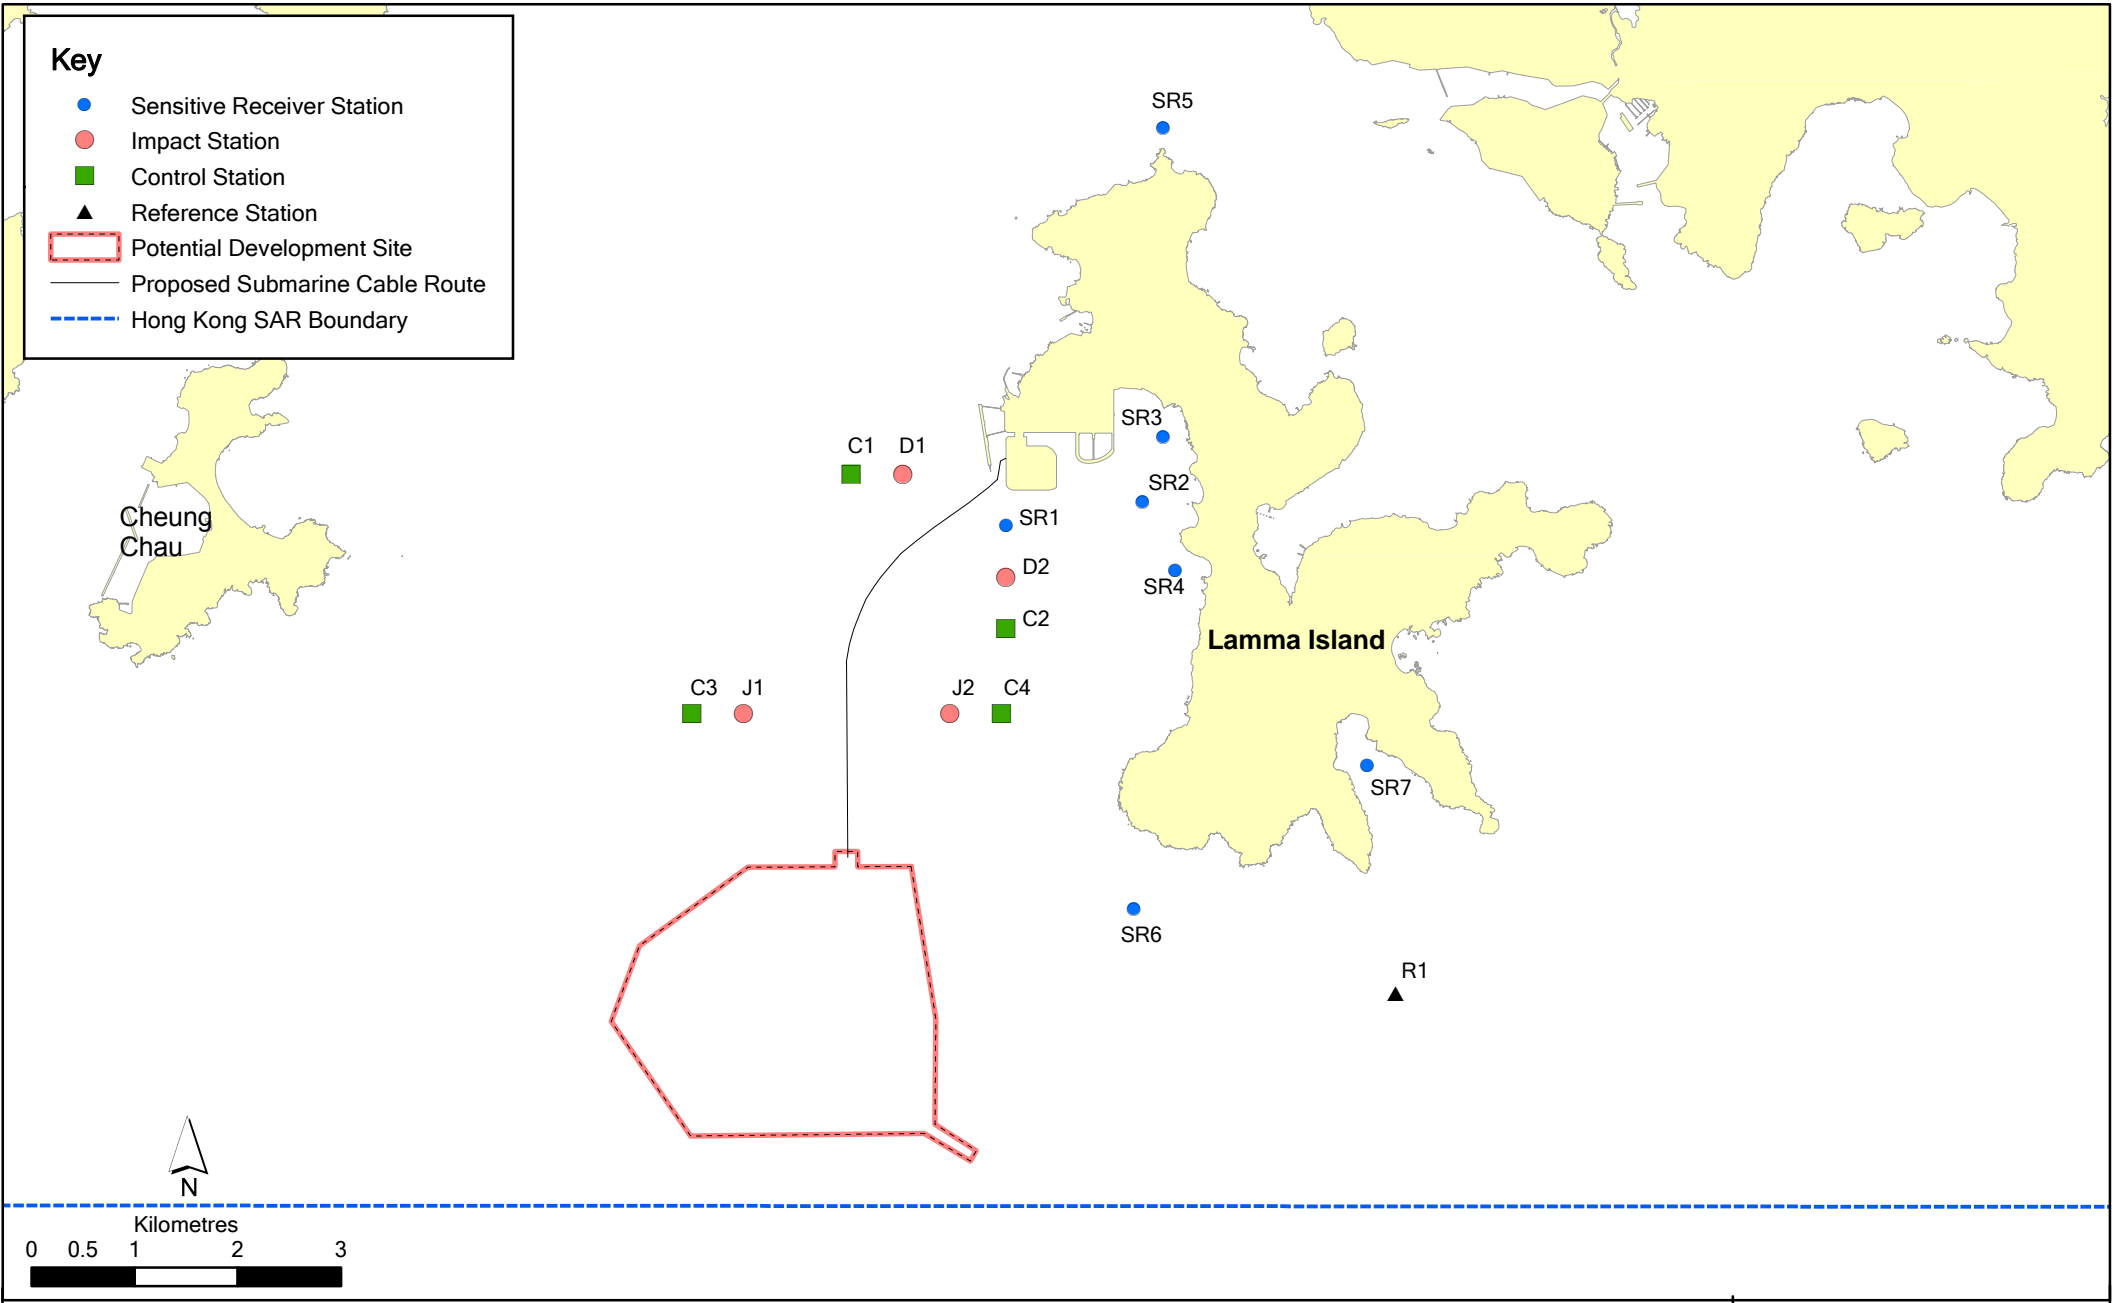 Key
Sensitive Receiver Station
Impact Station
Control Station
Reference Station
Potential Development Site
Proposed Submarine Cable Route
Hong Kong SAR Boundary
SR5
SR3
C1
D1
SR2
SR1
Cheung
Chau
D2
SR4
C2
Lamma Island
C3
J1
J2
C4
SR7
SR6
R1
N
Kilometres
0
0.5
1
2
3